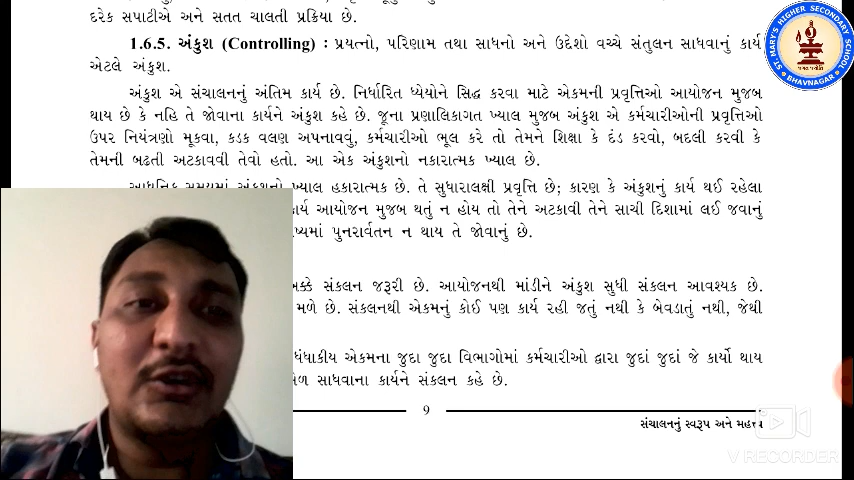 દરેક સપાટીએ અને સતત ચાલતી પ્રક્રિયા છે.
1.6.5. અંકુશ (Controlling) : પ્રયત્નો, પરિણામ તથા સાધનો અને ઉદ્દેશો વચ્ચે સંતુલન સાધવાનું કાર્ય
એટલે અંકુશ.
અંકુશ એ સંચાલનનું અંતિમ કાર્ય છે. નિર્ધારિત ધ્યેયોને સિદ્ધ કરવા માટે એકમની પ્રવૃત્તિઓ આયોજન મુજબ
થાય છે કે નહિ તે જોવાના કાર્યને અંકુશ કહે છે. જૂના પ્રણાલિકાગત ખ્યાલ મુજબ અંકુશ એ કર્મચારીઓની પ્રવૃત્તિઓ
ઉપર નિયંત્રણો મૂકવા, કડક વલણ અપનાવવું, કર્મચારીઓ ભૂલ કરે તો તેમને શિક્ષા કે દંડ કરવો, બદલી કરવી કે
તેમની બઢતી અટકાવવી તેવો હતો. આ એક અંકુશનો નકારાત્મક ખ્યાલ છે.
આધુનિક સમયમાં અંકુશનો ખ્યાલ હકારાત્મક છે. તે સુધારાલક્ષી પ્રવૃત્તિ છે; કારણ કે અંકુશનું કાર્ય થઈ રહેલા
કાર્ય આયોજન મુજબ થતું ન હોય તો તેને અટકાવી તેને સાચી દિશામાં લઈ જવાનું
પુનરાવર્તન ન થાય તે જોવાનું છે.
સંકલન જરૂરી છે. આયોજનથી માંડીને અંકુશ સુધી સંકલન આવશ્યક છે.
મળે છે. સંકલનથી એકમનું કોઈ પણ કાર્ય રહી જતું નથી કે બેવડાતું નથી, જેથી
ધંધાકીય એકમના જુદા જુદા વિભાગોમાં કર્મચારીઓ દ્વારા જુદાં જુદાં જે કાર્યો થાય
સાધવાના કાર્યને સંકલન કહે છે.
9
સંચાલનનું સ્વરૂપ અને મહત્ત્વ
ST. MARY'S HIGHER SECONDARY SCHOOL
BHAVNAGAR
V RECORDER